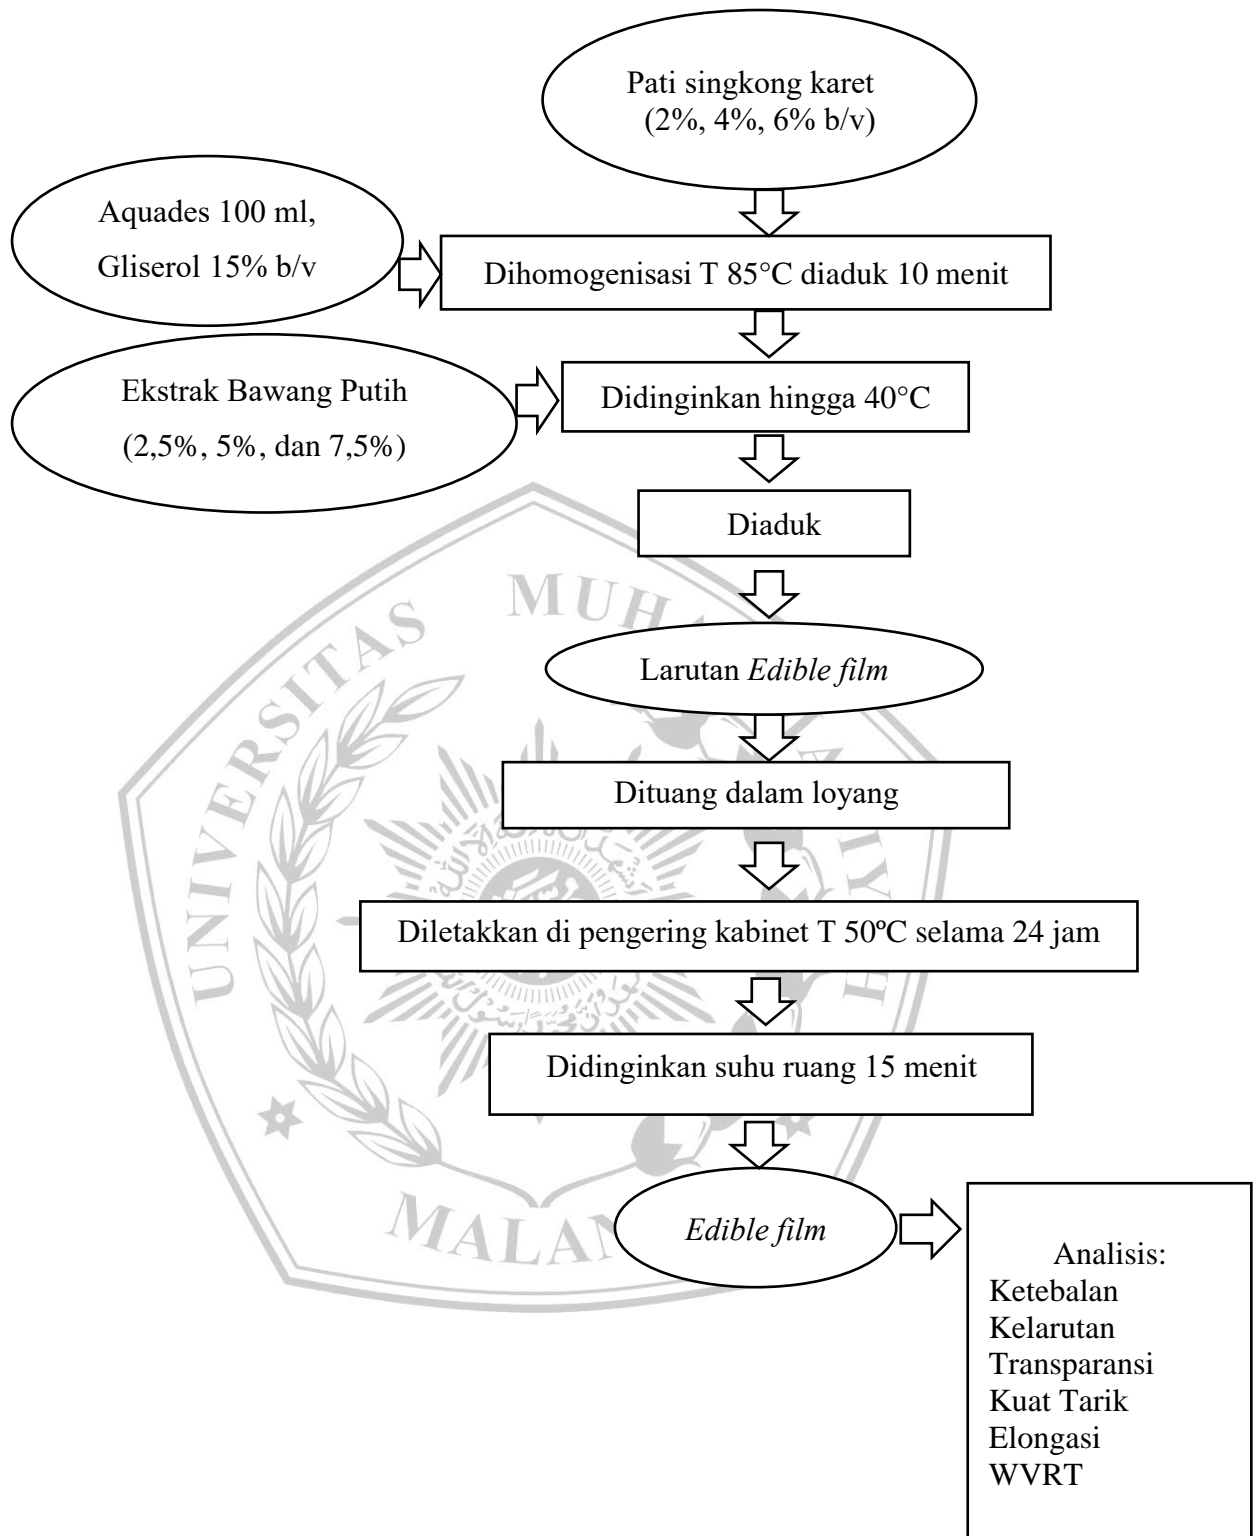 Pati singkong karet
(2%, 4%, 6% b/v)
Aquades 100 ml,
Gliserol 15% b/v
Dihomogenisasi T 85°C diaduk 10 menit
Ekstrak Bawang Putih
(2,5%, 5%, dan 7,5%)
Didinginkan hingga 40°C
Diaduk
Larutan Edible film
Dituang dalam loyang
Diletakkan di pengering kabinet T 50ºC selama 24 jam
Didinginkan suhu ruang 15 menit
Edible film
Analisis:
Ketebalan
Kelarutan
Transparansi
Kuat Tarik
Elongasi
WVRT
UNIVERSITAS